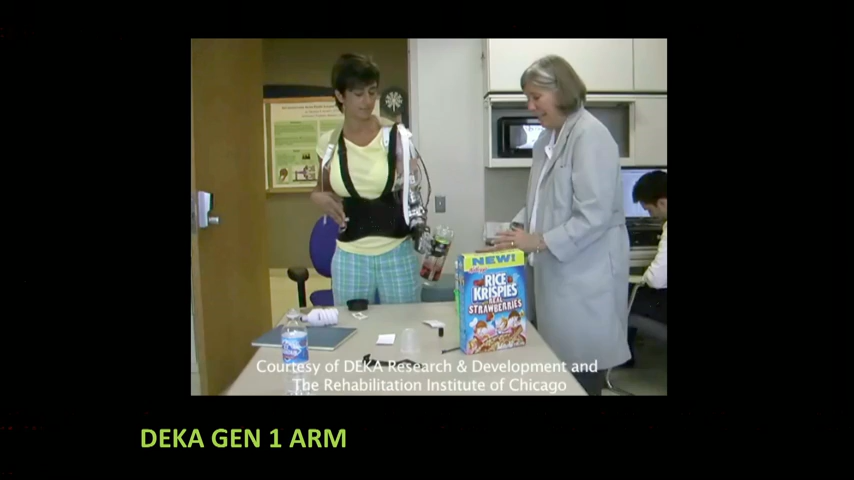 NEW!
RICE
KRISPIES
REAL
STRAWBERRIES
Courtesy of DEKA Research & Development and
The Rehabilitation Institute of Chicago
DEKA GEN 1 ARM